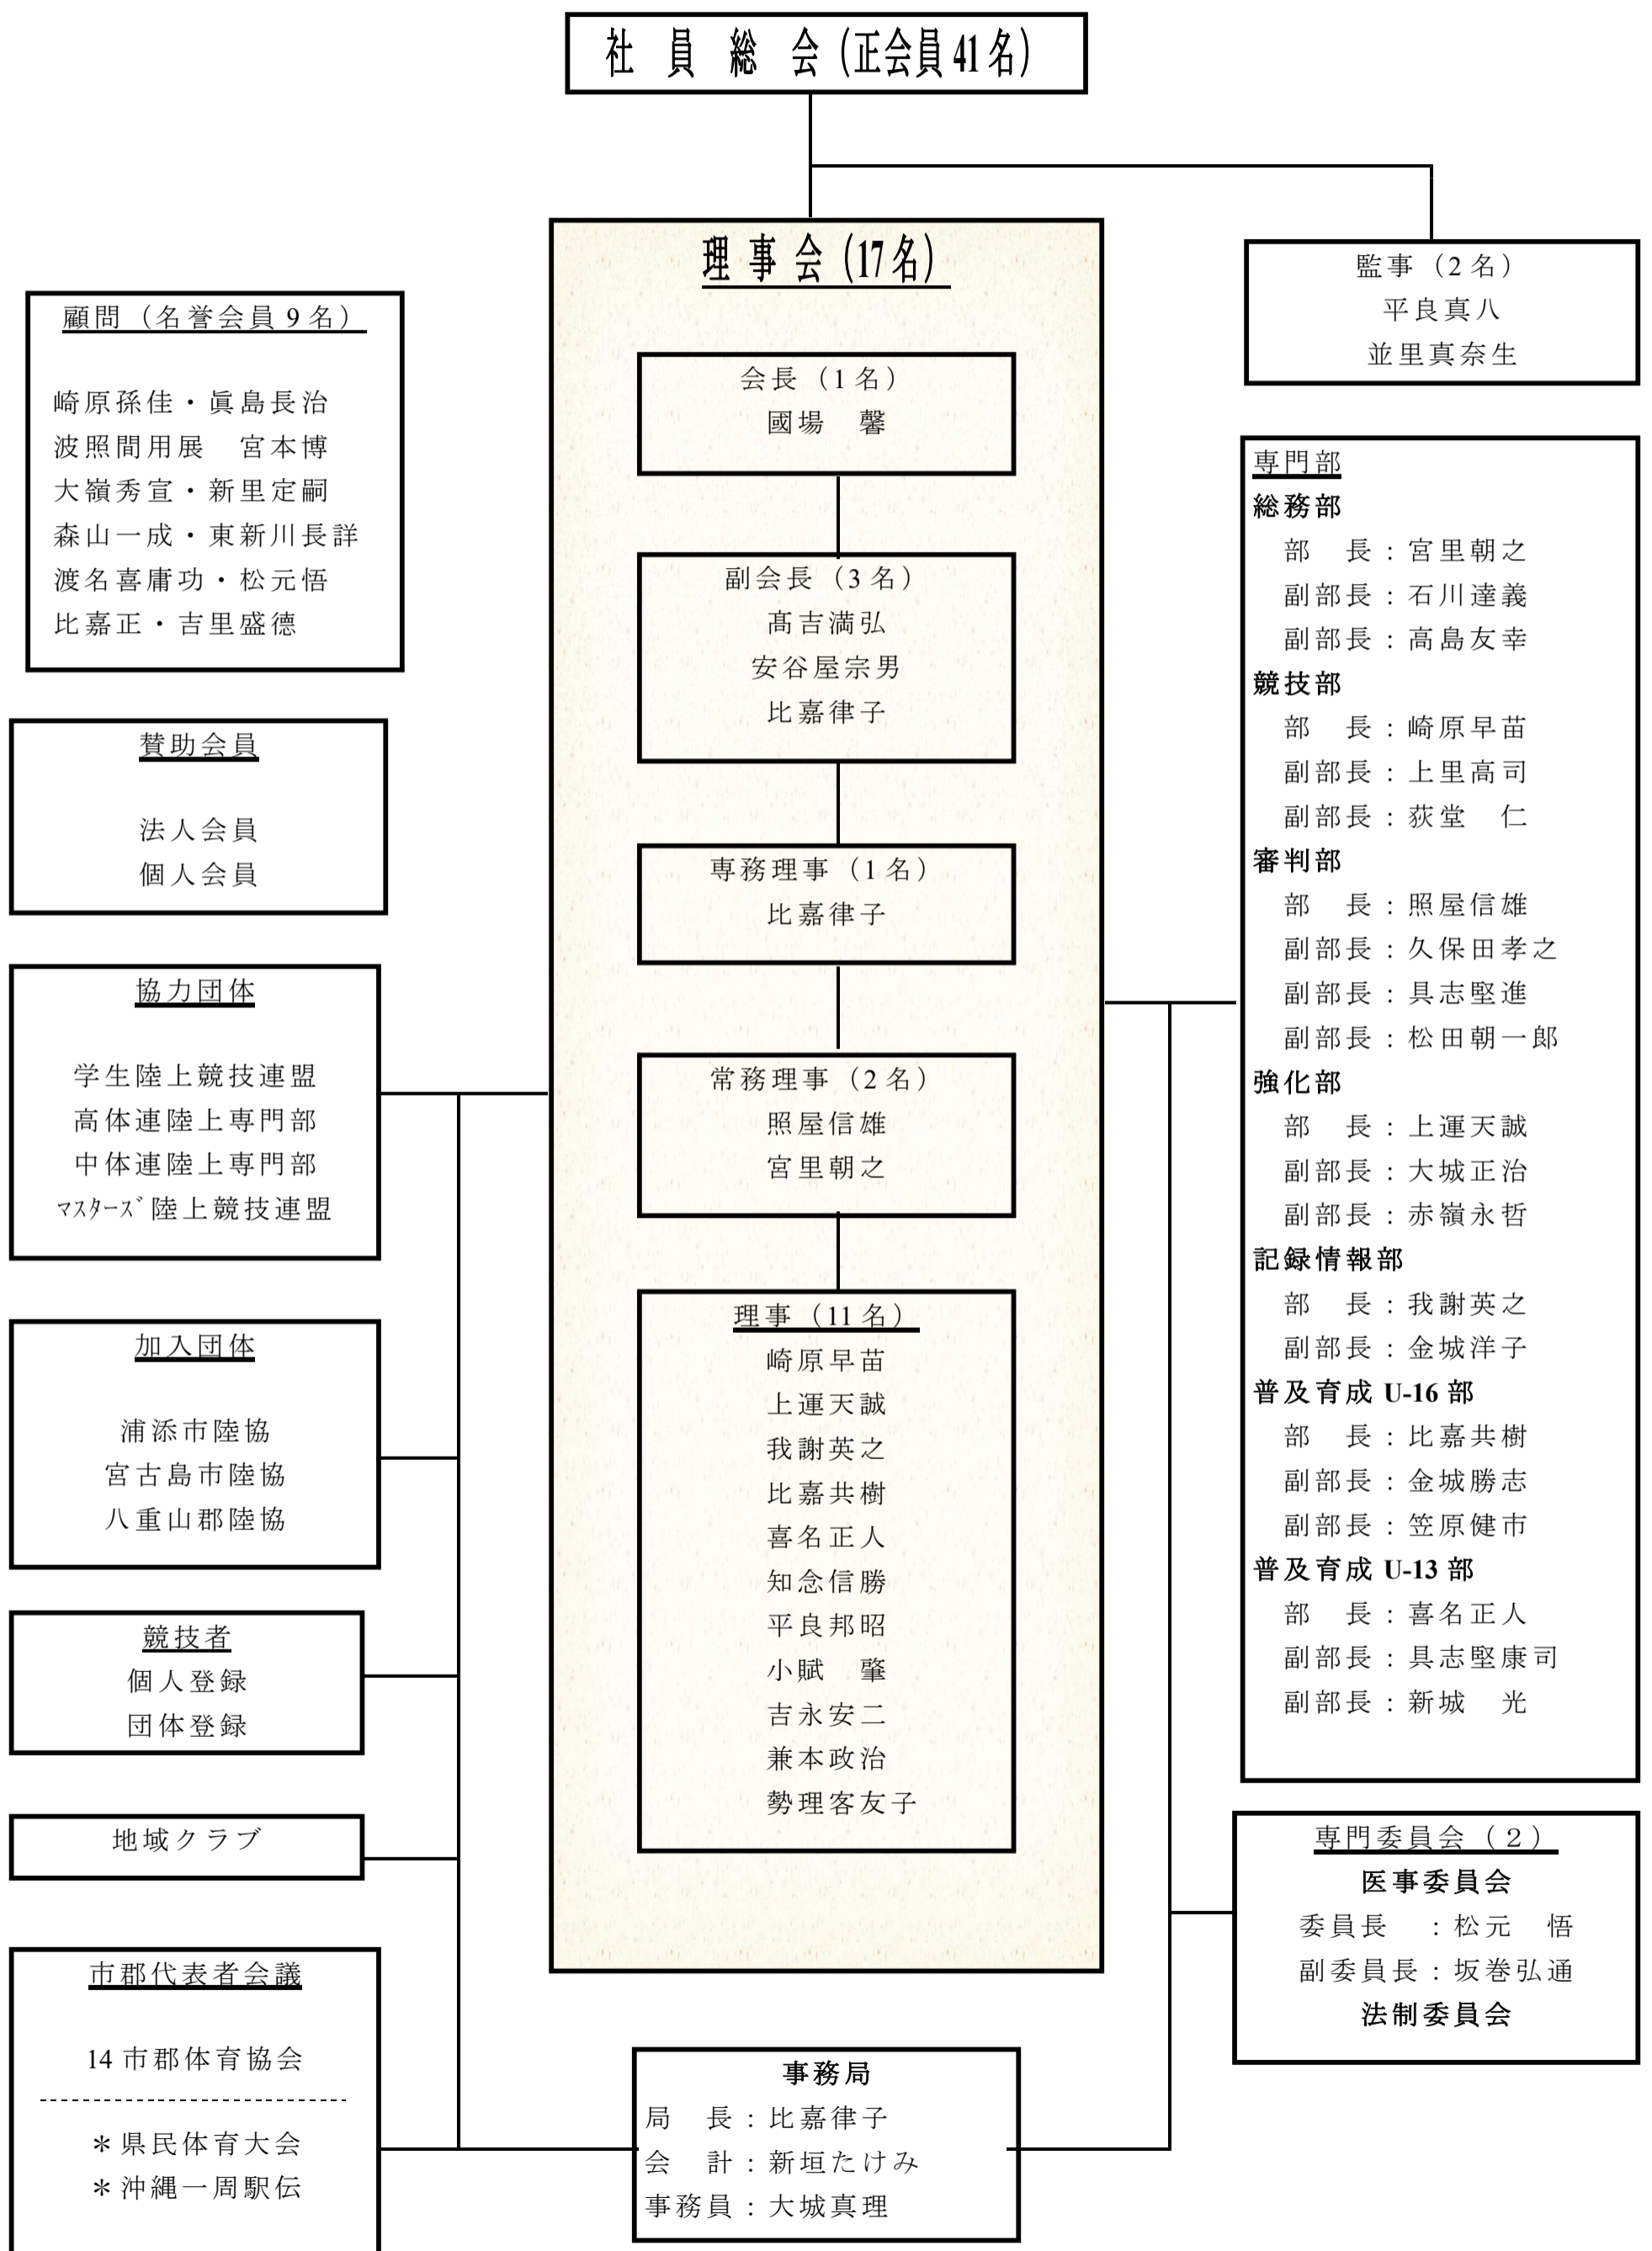 社　員　総　会（正会員 41 名）
理 事 会（17 名）
会長（1 名）
國場　馨
副会長（3 名）
髙吉満弘
安谷屋宗男
比嘉律子
専務理事（1 名）
比嘉律子
常務理事（2 名）
照屋信雄
宮里朝之
理事（11 名）
崎原早苗
上運天誠
我謝英之
比嘉共樹
喜名正人
知念信勝
平良邦昭
小賦　肇
吉永安二
兼本政治
勢理客友子
監事（2 名）
平良真八
並里真奈生
顧問（名誉会員 9 名）
崎原孫佳・眞島長治
波照間用展　宮本博
大嶺秀宣・新里定嗣
森山一成・東新川長詳
渡名喜庸功・松元悟
比嘉正・吉里盛德
賛助会員
法人会員
個人会員
協力団体
学生陸上競技連盟
高体連陸上専門部
中体連陸上専門部
ﾏｽﾀｰｽﾞ陸上競技連盟
加入団体
浦添市陸協
宮古島市陸協
八重山郡陸協
競技者
個人登録
団体登録
地域クラブ
市郡代表者会議
14 市郡体育協会
＊県民体育大会
＊沖縄一周駅伝
専門部
総務部
部　長：宮里朝之
副部長：石川達義
副部長：高島友幸
競技部
部　長：崎原早苗
副部長：上里高司
副部長：荻堂　仁
審判部
部　長：照屋信雄
副部長：久保田孝之
副部長：具志堅進
副部長：松田朝一郎
強化部
部　長：上運天誠
副部長：大城正治
副部長：赤嶺永哲
記録情報部
部　長：我謝英之
副部長：金城洋子
普及育成 U-16 部
部　長：比嘉共樹
副部長：金城勝志
副部長：笠原健市
普及育成 U-13 部
部　長：喜名正人
副部長：具志堅康司
副部長：新城　光
専門委員会（２）
医事委員会
委員長　：松元　悟
副委員長：坂巻弘通
法制委員会
事務局
局　長：比嘉律子
会　計：新垣たけみ
事務員：大城真理